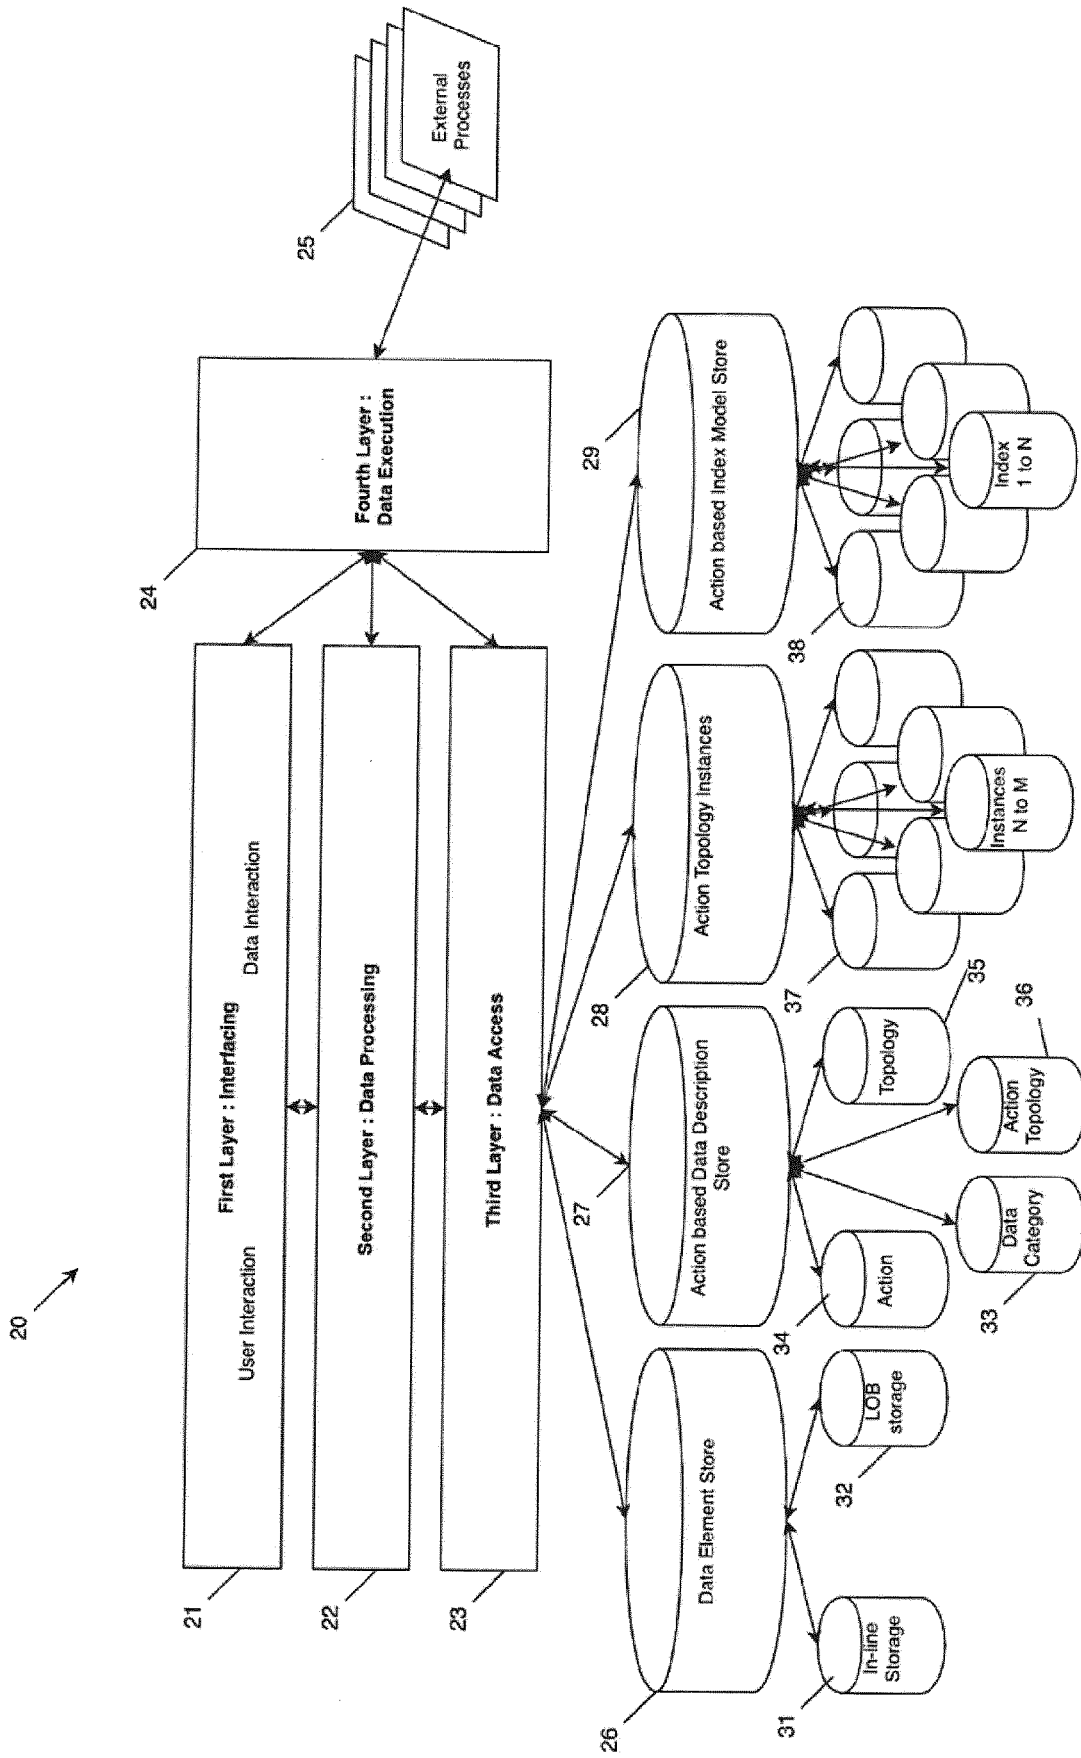 20
21
First Layer : Interfacing
User Interaction
Data Interaction
22
Second Layer : Data Processing
23
Third Layer : Data Access
24
Fourth Layer :
Data Execution
25
External
Processes
26
Data Element Store
27
Action based Data Description
Store
28
Action Topology Instances
29
Action based Index Model Store
31
In-line
Storage
32
LOB
storage
34
Action
33
Data
Category
36
Action
Topology
35
Topology
37
Instances
N to M
38
Index
1 to N